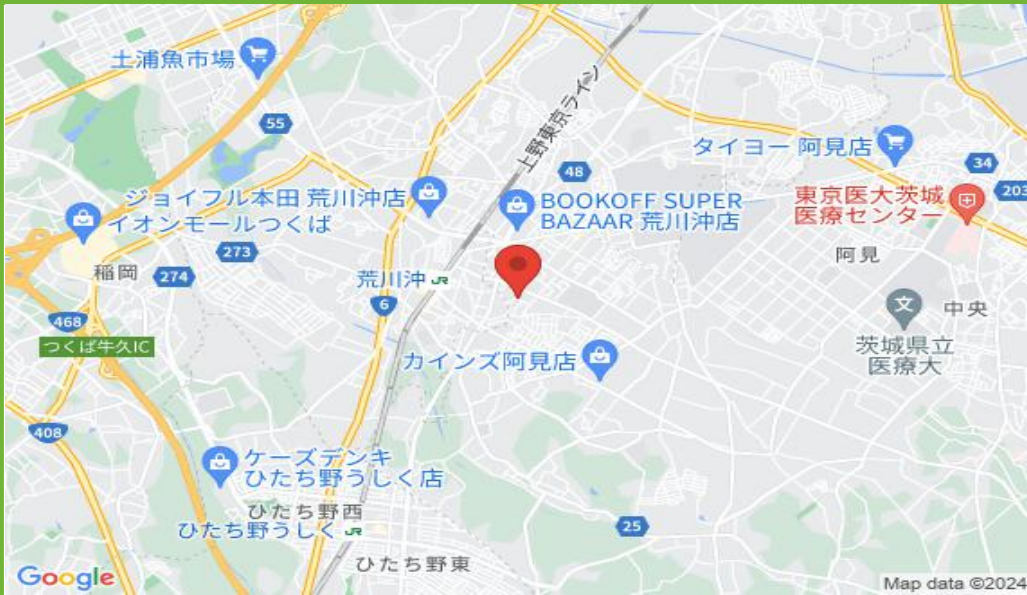 土浦魚市場
55
上野東京ライン
48
タイヨー 阿見店
34
203
東京医大茨城
医療センター
ジョイフル本田 荒川沖店
BOOKOFF SUPER
BAZAAR 荒川沖店
イオンモールつくば
273
阿見
稲岡
274
荒川沖
JR
6
中央
468
つくば牛久IC
茨城県立
医療大
カインズ阿見店
408
ケーズデンキ
ひたち野うしく店
ひたち野西
ひたち野うしく
JR
25
ひたち野東
Google
Map data ©2024